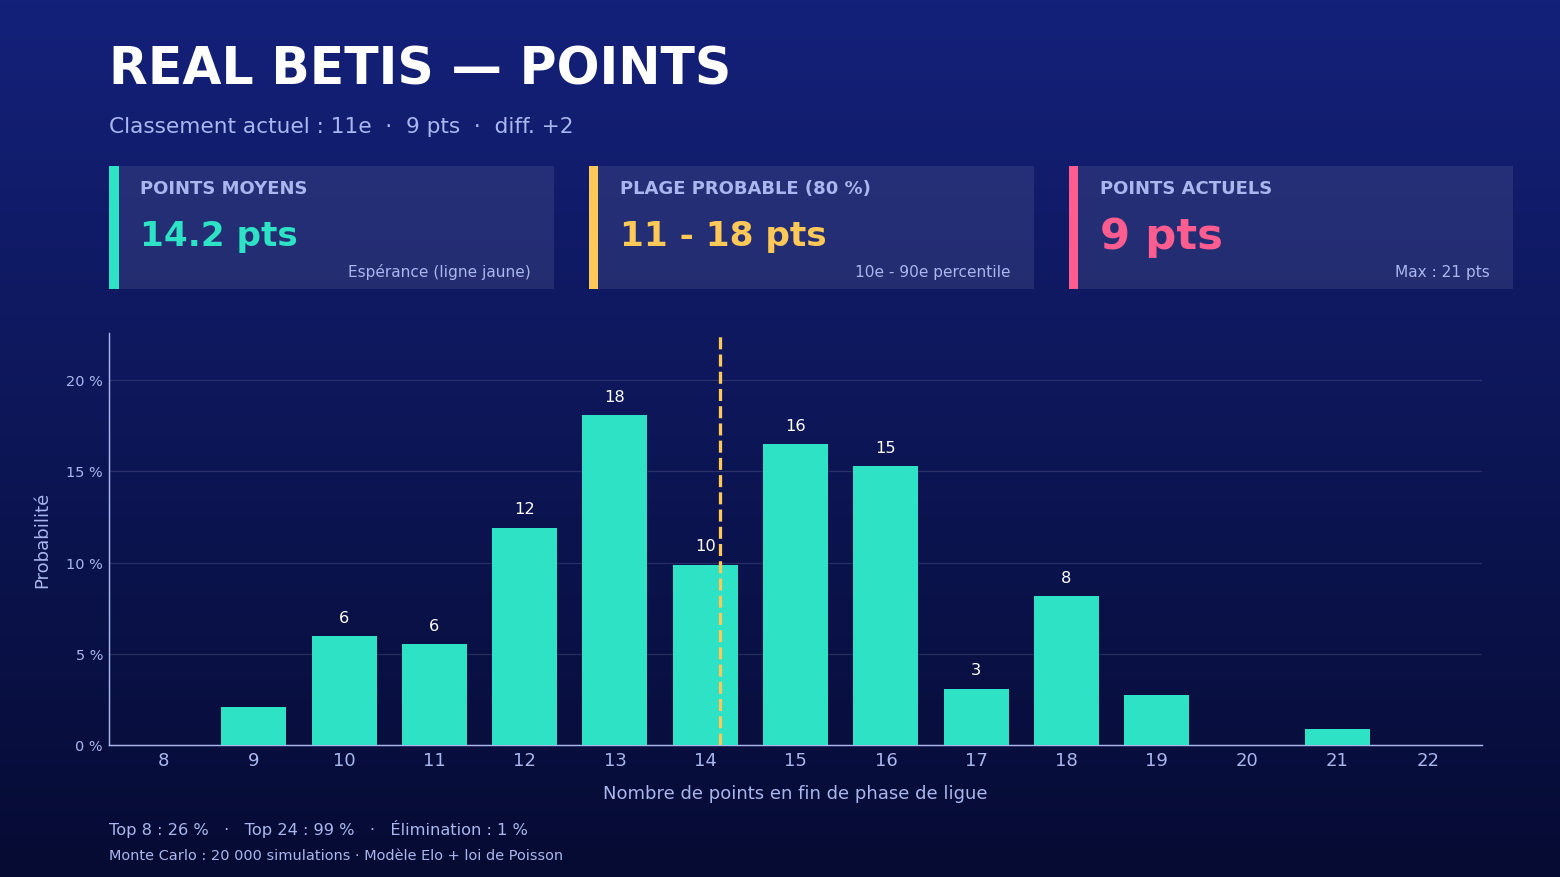 REAL BETIS — POINTS
Classement actuel : 11e · 9 pts · diff. +2
POINTS MOYENS
14.2 pts
Espérance (ligne jaune)
PLAGE PROBABLE (80 %)
11 - 18 pts
10e - 90e percentile
POINTS ACTUELS
9 pts
Max : 21 pts
Probabilité
20 %
15 %
10 %
5 %
0 %
6
6
12
18
10
16
15
3
8
8 9 10 11 12 13 14 15 16 17 18 19 20 21 22
Nombre de points en fin de phase de ligue
Top 8 : 26 % · Top 24 : 99 % · Élimination : 1 %
Monte Carlo : 20 000 simulations · Modèle Elo + loi de Poisson